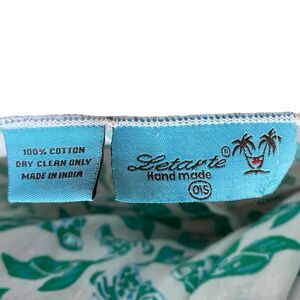 100% COTTON
DRY CLEAN ONLY
MADE IN INDIA
Letarte®
Hand made
O/S